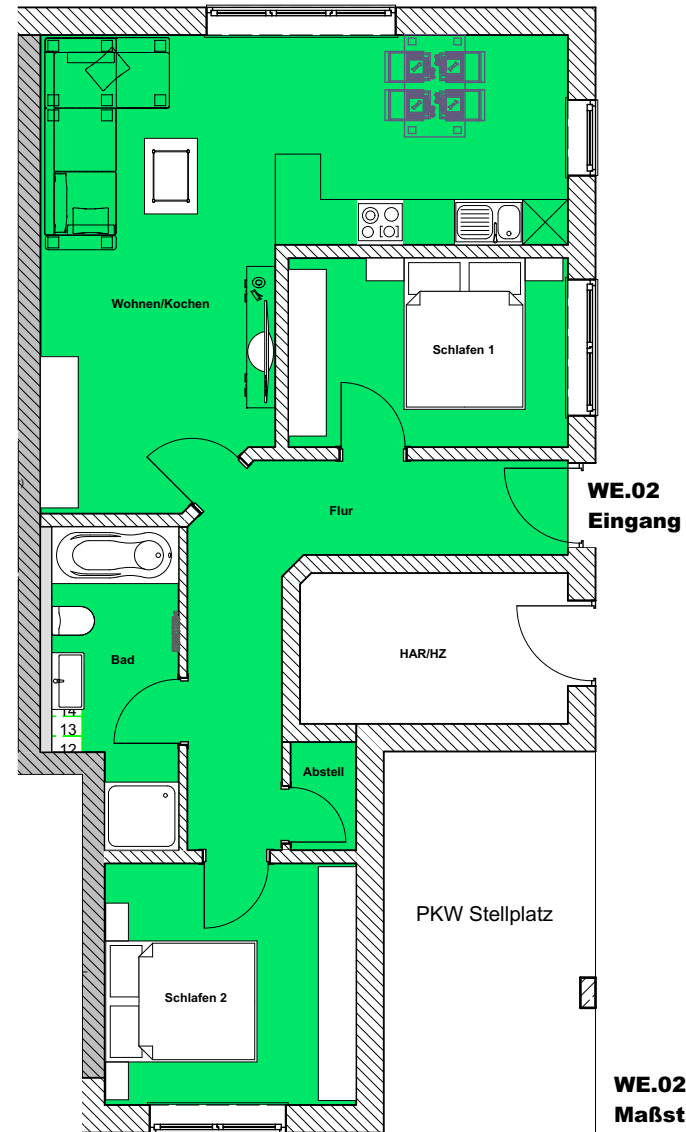 Wohnen/Kochen
Schlafen 1
WE.02
Eingang
Flur
Bad
HAR/HZ
14
13
12
Abstell
PKW Stellplatz
Schlafen 2
WE.02
Maßst